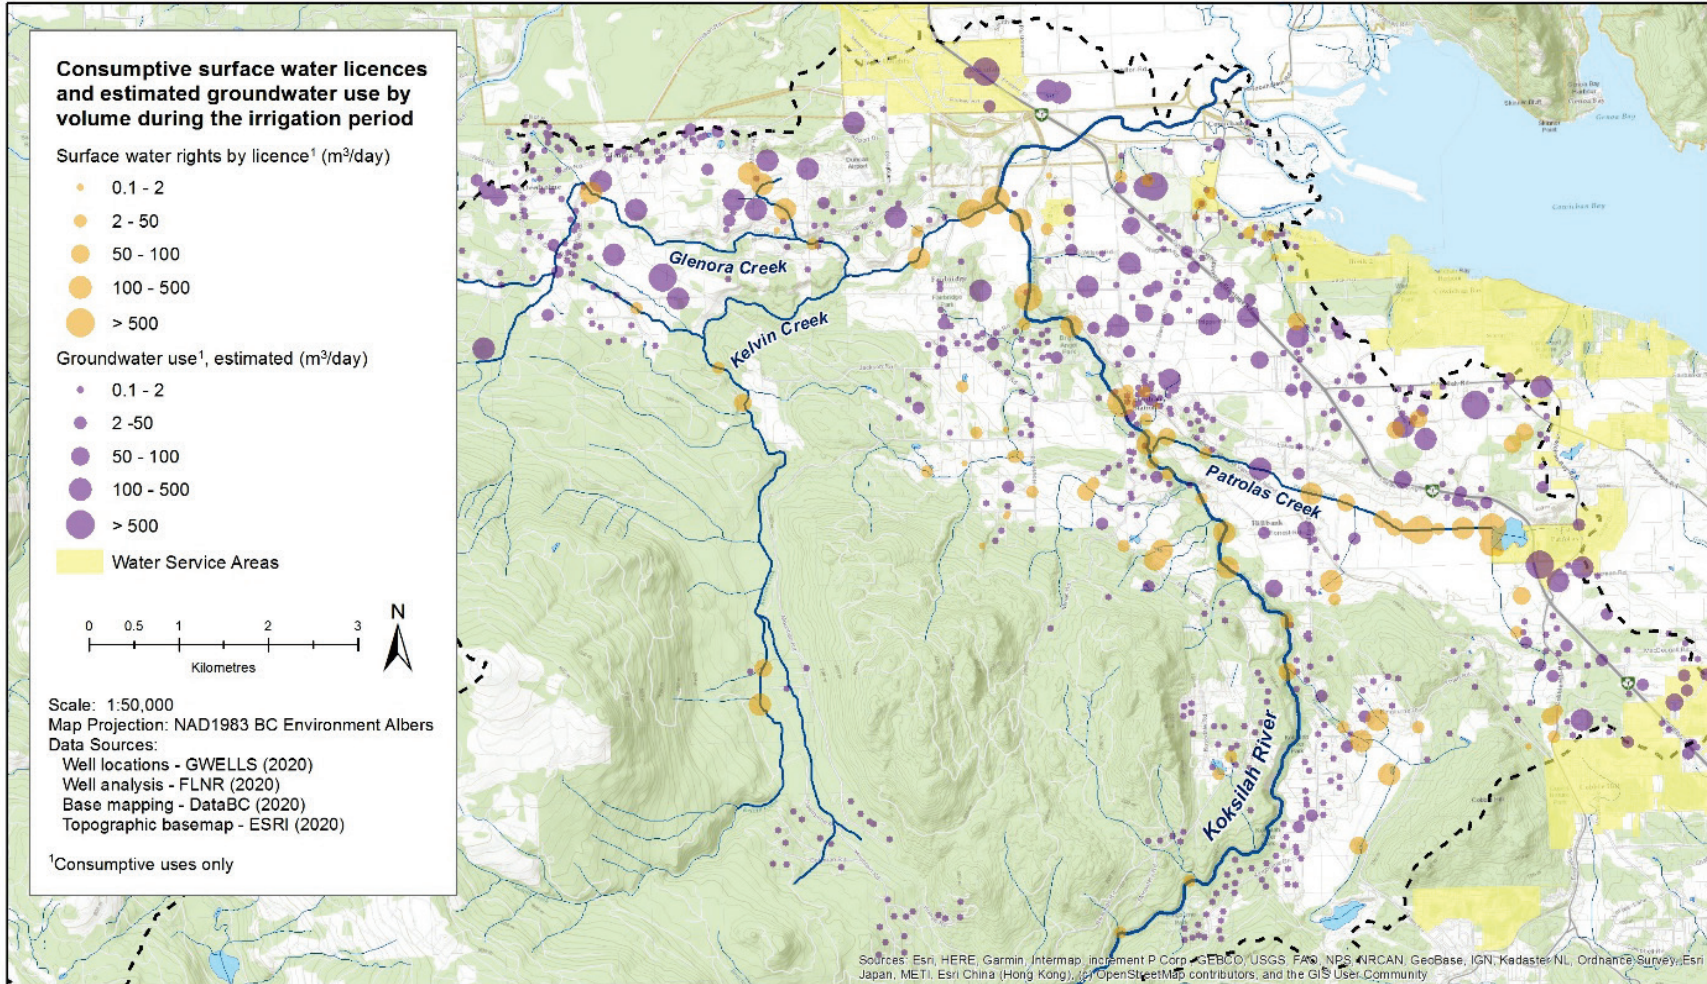 Consumptive surface water licences
and estimated groundwater use by
volume during the irrigation period
Surface water rights by licence¹ (m³/day)
0.1 - 2
2 - 50
50 - 100
100 - 500
> 500
Groundwater use¹, estimated (m³/day)
0.1 - 2
2 -50
50 - 100
100 - 500
> 500
Water Service Areas
N
0 0.5 1 2 3
Kilometres
Scale: 1:50,000
Map Projection: NAD1983 BC Environment Albers
Data Sources:
Well locations - GWELLS (2020)
Well analysis - FLNR (2020)
Base mapping - DataBC (2020)
Topographic basemap - ESRI (2020)
¹Consumptive uses only
Glenora Creek
Kelvin Creek
Patrolas Creek
Koksilah River
Cowichan Bay
Duncan
Airport
Sources: Esri, HERE, Garmin, Intermap, increment P Corp., GEBCO, USGS, FAO, NPS, NRCAN, GeoBase, IGN, Kadaster NL, Ordnance Survey, Esri
Japan, METI, Esri China (Hong Kong), (c) OpenStreetMap contributors, and the GIS User Community